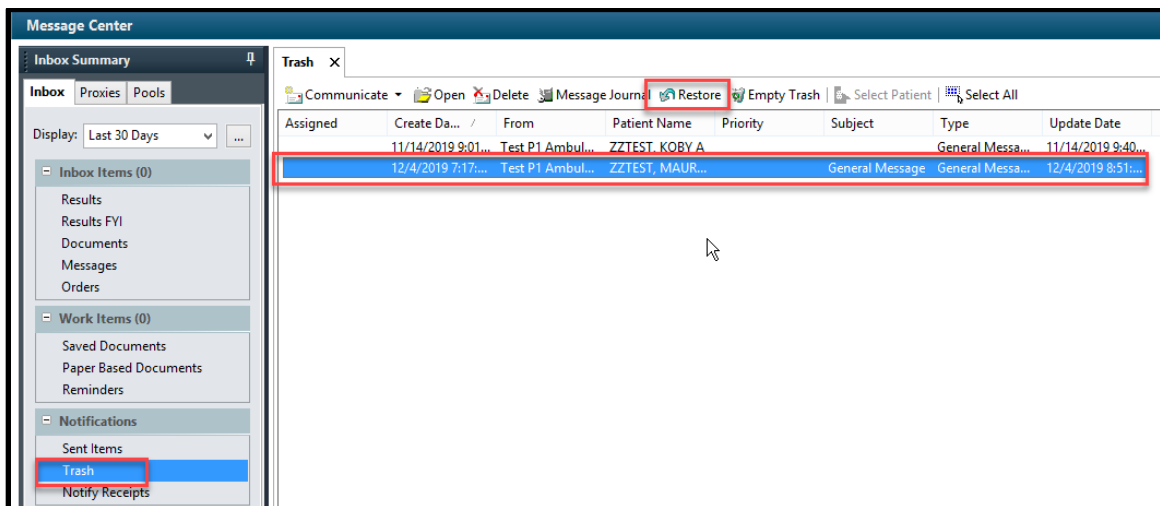 Message Center
Inbox Summary
Inbox Proxies Pools
Display: Last 30 Days ...
Inbox Items (0)
Results
Results FYI
Documents
Messages
Orders
Work Items (0)
Saved Documents
Paper Based Documents
Reminders
Notifications
Sent Items
Trash
Notify Receipts
Trash X
Communicate Open Delete Message Journal Restore Empty Trash Select Patient Select All
Assigned Create Da... From Patient Name Priority Subject Type Update Date
11/14/2019 9:01... Test P1 Ambul... ZZTEST, KOBY A General Messa... 11/14/2019 9:40...
12/4/2019 7:17:... Test P1 Ambul... ZZTEST, MAUR... General Message General Messa... 12/4/2019 8:51:...